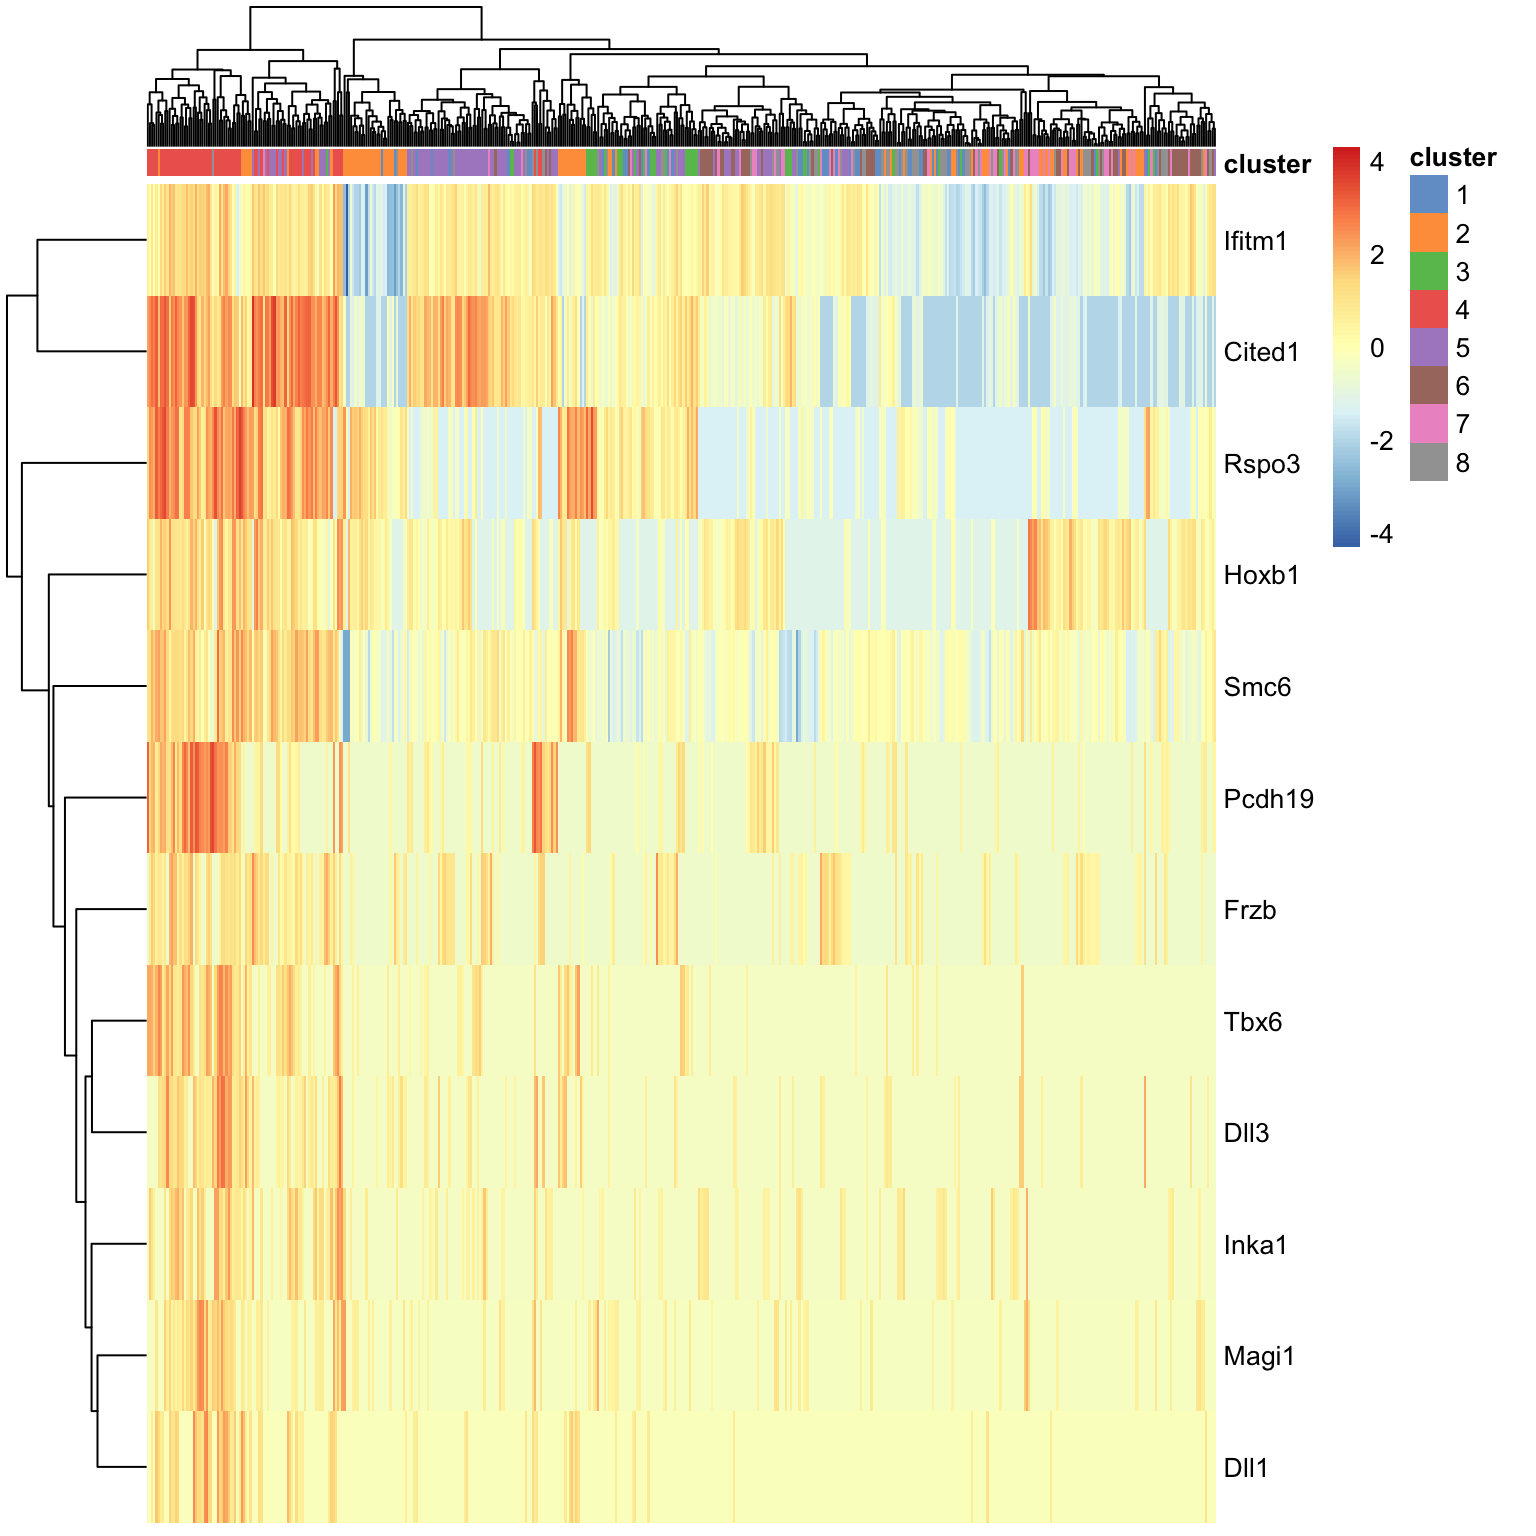 cluster
Ifitm1
Cited1
Rspo3
Hoxb1
Smc6
Pcdh19
Frzb
Tbx6
Dll3
Inka1
Magi1
Dll1
4
2
0
-2
-4
cluster
1
2
3
4
5
6
7
8